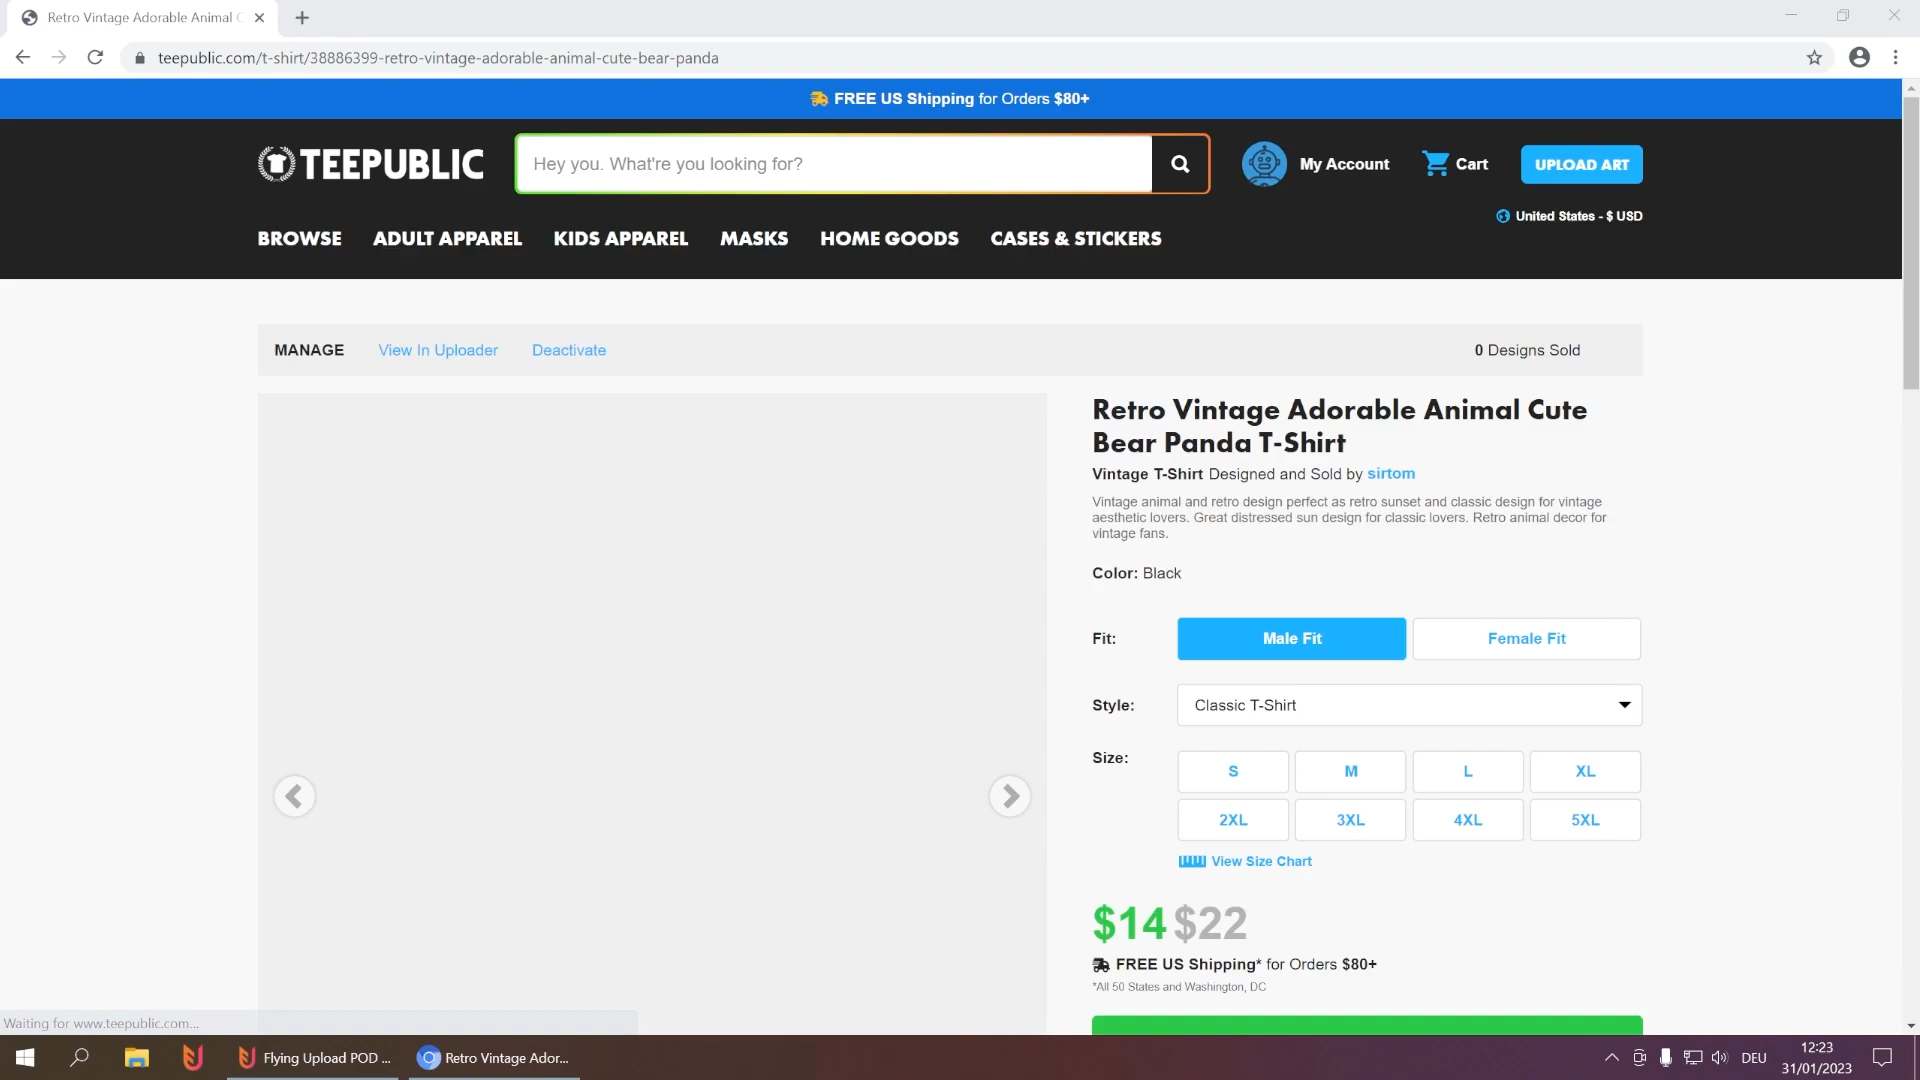 Retro Vintage Adorable Animal C
teepublic.com/t-shirt/38886399-retro-vintage-adorable-animal-cute-bear-panda
FREE US Shipping for Orders $80+
TEEPUBLIC
Hey you. What're you looking for?
My Account
Cart
UPLOAD ART
United States - $ USD
BROWSE
ADULT APPAREL
KIDS APPAREL
MASKS
HOME GOODS
CASES & STICKERS
MANAGE
View In Uploader
Deactivate
0 Designs Sold
Retro Vintage Adorable Animal Cute
Bear Panda T-Shirt
Vintage T-Shirt Designed and Sold by sirtom
Vintage animal and retro design perfect as retro sunset and classic design for vintage
aesthetic lovers. Great distressed sun design for classic lovers. Retro animal decor for
vintage fans.
Color: Black
Fit:
Male Fit
Female Fit
Style:
Classic T-Shirt
Size:
S
M
L
XL
2XL
3XL
4XL
5XL
View Size Chart
$14 $22
FREE US Shipping* for Orders $80+
*All 50 States and Washington, DC
Waiting for www.teepublic.com...
Flying Upload POD ...
Retro Vintage Ador...
DEU
12:23
31/01/2023